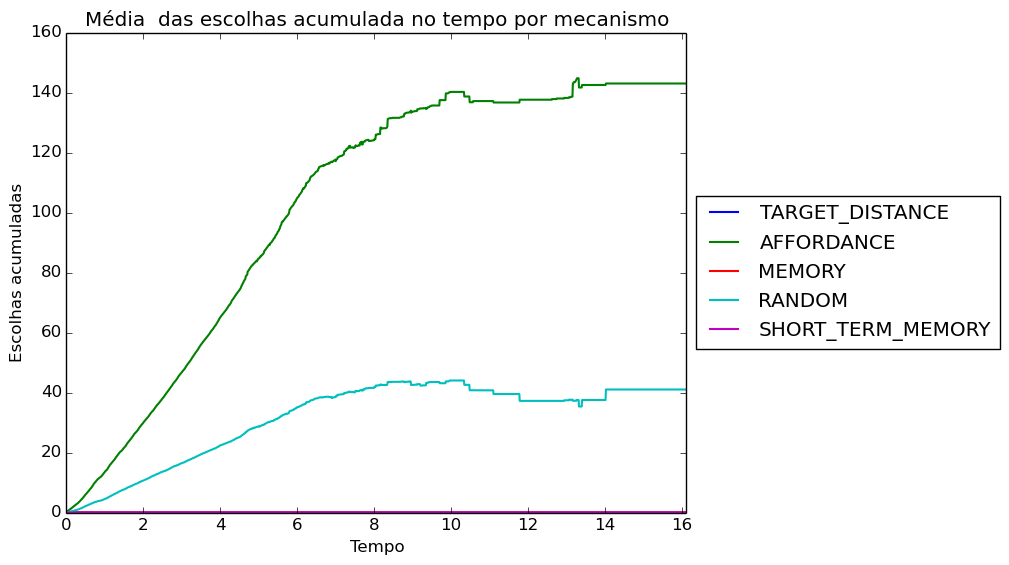 Média  das escolhas acumulada no tempo por mecanismo
160
140
120
100
80
60
40
20
0
Escolhas acumuladas
0 2 4 6 8 10 12 14 16
Tempo
TARGET_DISTANCE
AFFORDANCE
MEMORY
RANDOM
SHORT_TERM_MEMORY